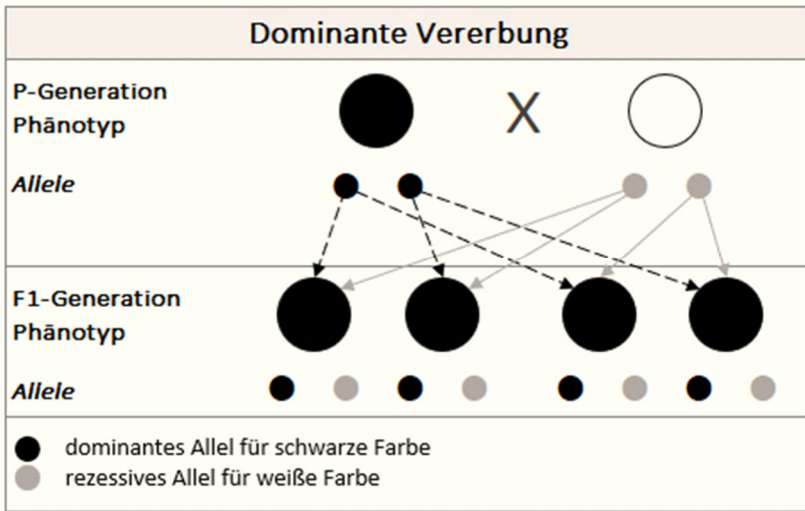 Dominante Vererbung
P-Generation
Phänotyp
X
Allele
F1-Generation
Phänotyp
Allele
dominantes Allel für schwarze Farbe
rezessives Allel für weiße Farbe